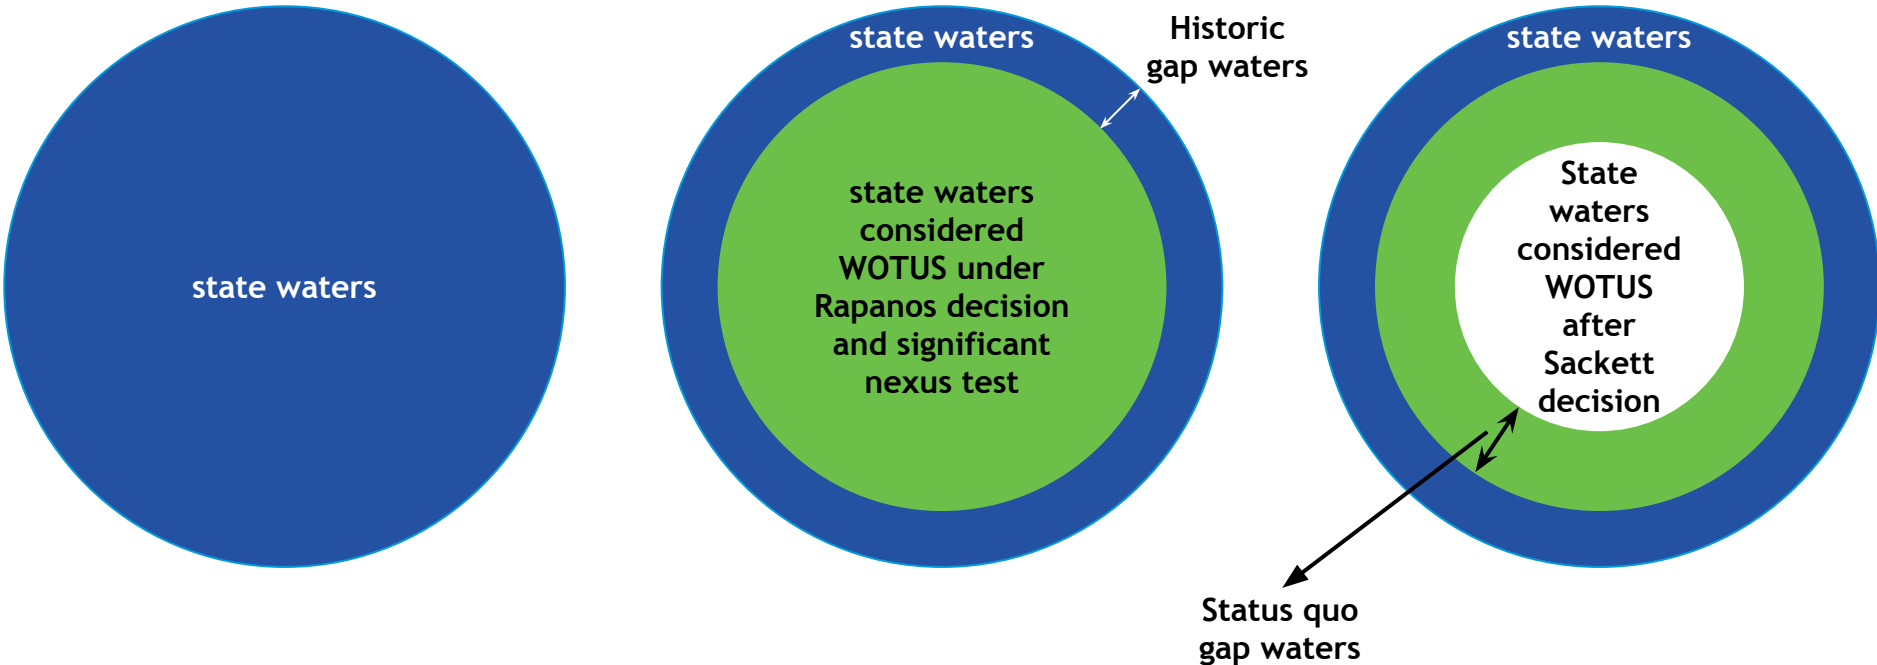 state waters
state waters
state waters
considered
WOTUS under
Rapanos decision
and significant
nexus test
Historic
gap waters
state waters
State
waters
considered
WOTUS
after
Sackett
decision
Status quo
gap waters